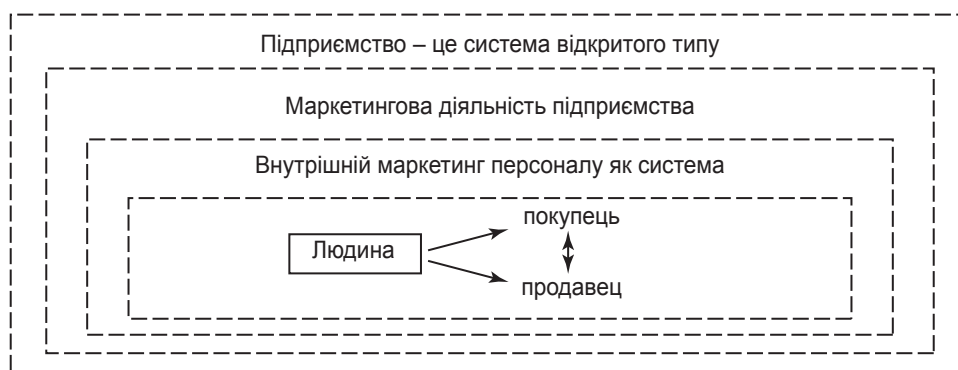 Підприємство – це система відкритого типу
Маркетингова діяльність підприємства
Внутрішній маркетинг персоналу як система
покупець
Людина
продавец